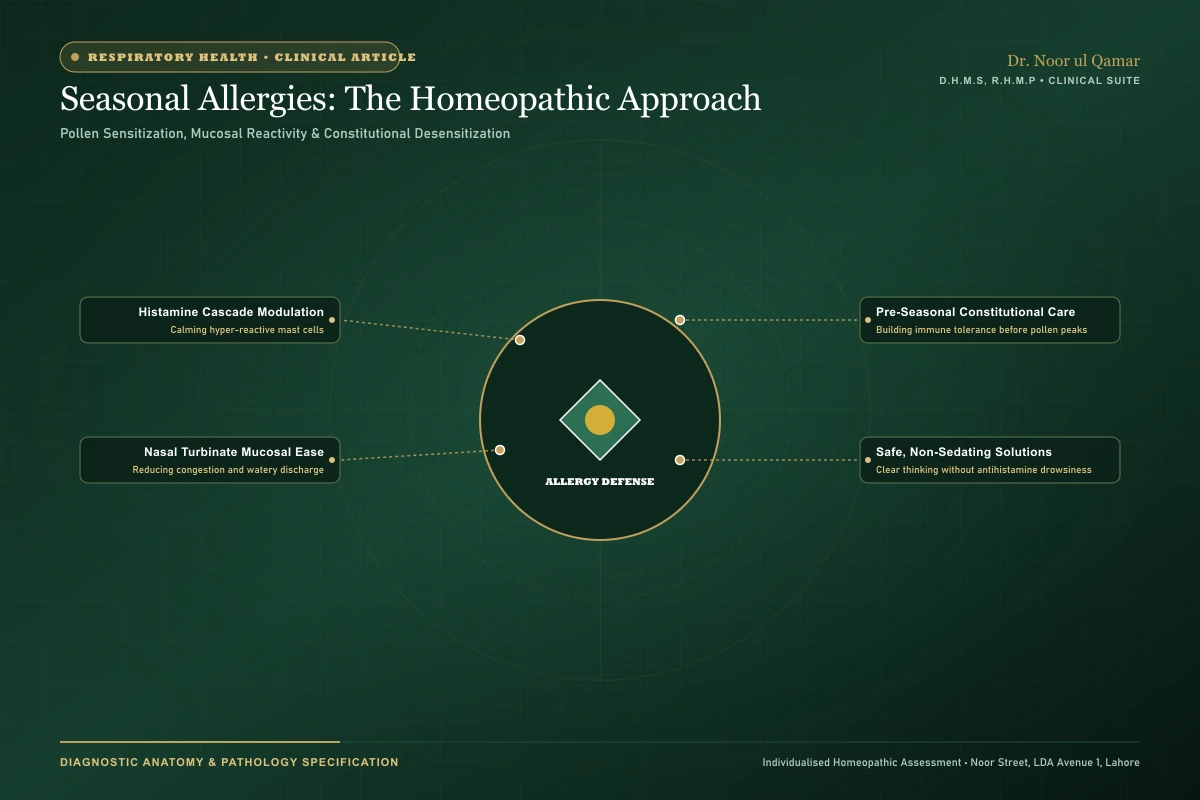 RESPIRATORY HEALTH • CLINICAL ARTICLE
Seasonal Allergies: The Homeopathic Approach
Pollen Sensitization, Mucosal Reactivity & Constitutional Desensitization
Dr. Noor ul Qamar
D.H.M.S, R.H.M.P • CLINICAL SUITE
Histamine Cascade Modulation
Calming hyper-reactive mast cells
Pre-Seasonal Constitutional Care
Building immune tolerance before pollen peaks
Nasal Turbinate Mucosal Ease
Reducing congestion and watery discharge
Safe, Non-Sedating Solutions
Clear thinking without antihistamine drowsiness
ALLERGY DEFENSE
DIAGNOSTIC ANATOMY & PATHOLOGY SPECIFICATION
Individualised Homeopathic Assessment • Noor Street, LDA Avenue 1, Lahore